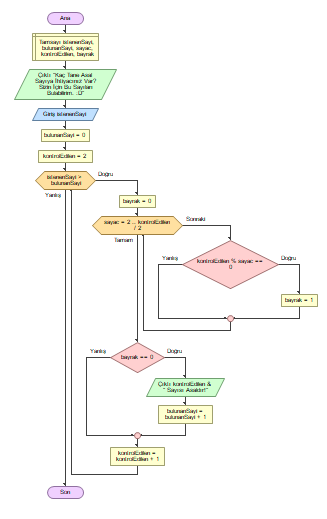 Ana
Tamsayı istenenSayi,
bulunanSayi, sayac,
kontrolEdilen, bayrak
Çıktı "Kaç Tane Asal
Sayıya İhtiyacınız Var?
Sizin İçin Bu Sayıları
Bulabilirim. :D"
Giriş istenenSayi
bulunanSayi = 0
kontrolEdilen = 2
istenenSayi >
bulunanSayi
Doğru
Yanlış
bayrak = 0
sayac = 2 .. kontrolEdilen
/ 2
Sonraki
Tamam
kontrolEdilen % sayac ==
0
Yanlış
Doğru
bayrak = 1
bayrak == 0
Yanlış
Doğru
Çıktı kontrolEdilen &
" Sayısı Asaldır!"
bulunanSayi =
bulunanSayi + 1
kontrolEdilen =
kontrolEdilen + 1
Son